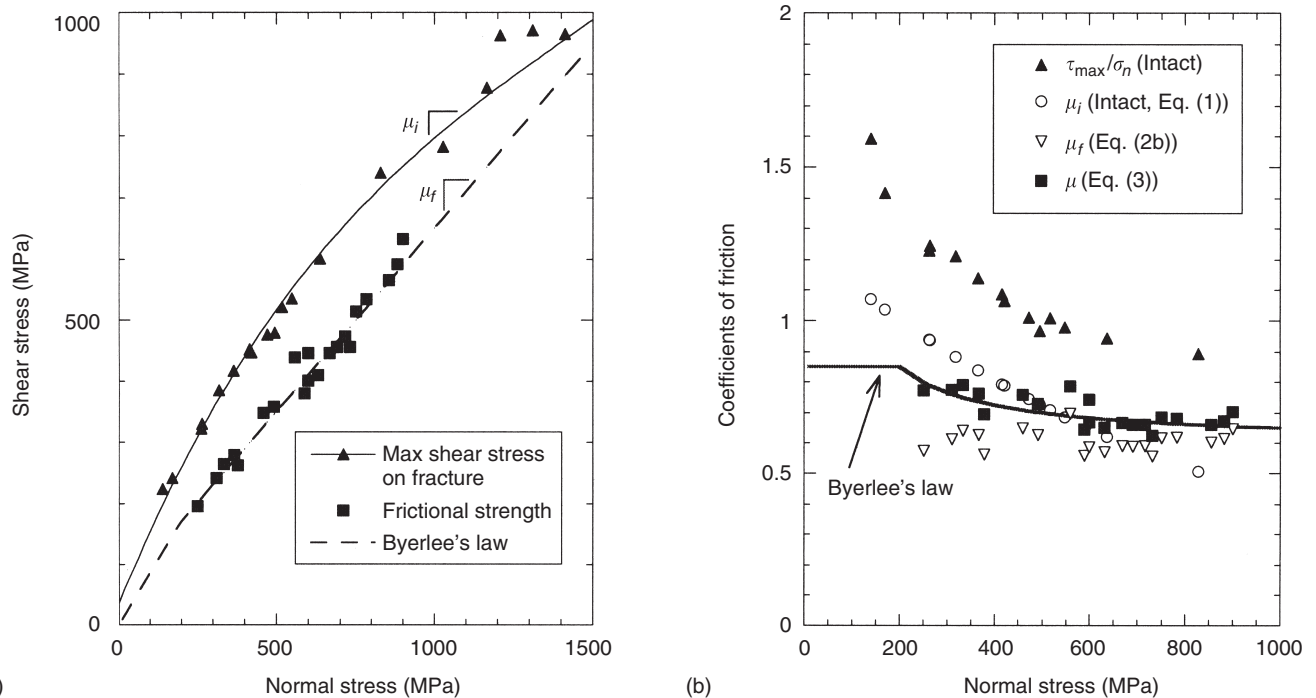 1000
500
0
Shear stress (MPa)
μi
μf
Max shear stress
on fracture
Frictional strength
Byerlee's law
0 500 1000 1500
Normal stress (MPa)
)
2
1.5
1
0.5
0
Coefficients of friction
τmax/σn (Intact)
μi (Intact, Eq. (1))
μf (Eq. (2b))
μ (Eq. (3))
Byerlee's law
0 200 400 600 800 1000
Normal stress (MPa)
(b)